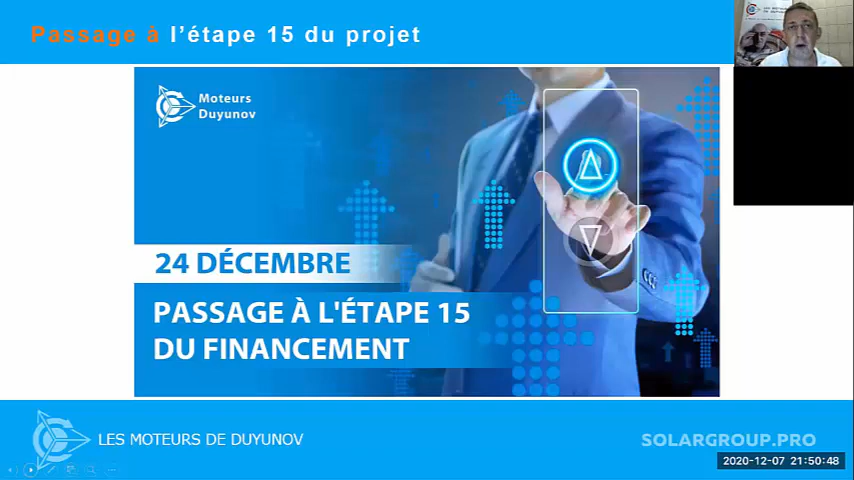 Passage à l’étape 15 du projet
Moteurs
Duyunov
24 DÉCEMBRE
PASSAGE À L'ÉTAPE 15
DU FINANCEMENT
LES MOTEURS DE DUYUNOV
SOLARGROUP.PRO
2020-12-07 21:50:48